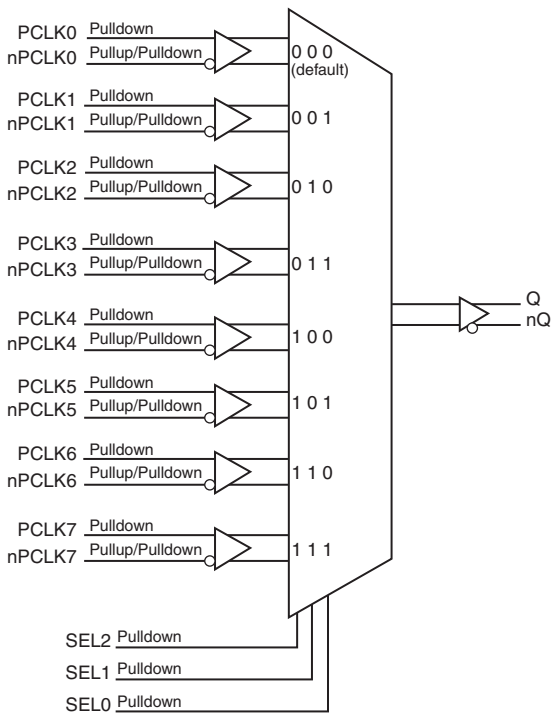 PCLK0 Pulldown
nPCLK0 Pullup/Pulldown
0 0 0
(default)
PCLK1 Pulldown
nPCLK1 Pullup/Pulldown
0 0 1
PCLK2 Pulldown
nPCLK2 Pullup/Pulldown
0 1 0
PCLK3 Pulldown
nPCLK3 Pullup/Pulldown
0 1 1
Q
nQ
PCLK4 Pulldown
nPCLK4 Pullup/Pulldown
1 0 0
PCLK5 Pulldown
nPCLK5 Pullup/Pulldown
1 0 1
PCLK6 Pulldown
nPCLK6 Pullup/Pulldown
1 1 0
PCLK7 Pulldown
nPCLK7 Pullup/Pulldown
1 1 1
SEL2 Pulldown
SEL1 Pulldown
SEL0 Pulldown